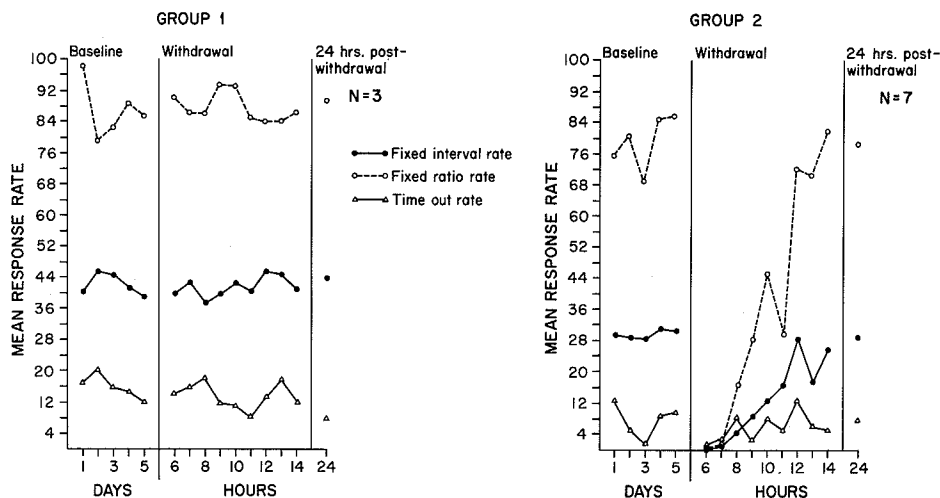 GROUP 1
Baseline
Withdrawal
24 hrs. post-
withdrawal
N=3
100
92
84
76
68
60
52
44
36
28
20
12
4
MEAN RESPONSE RATE
1 3 5
6 8 10 12 14
24
DAYS
HOURS
Fixed interval rate
Fixed ratio rate
Time out rate
GROUP 2
Baseline
Withdrawal
24 hrs. post-
withdrawal
N=7
100
92
84
76
68
60
52
44
36
28
20
12
4
MEAN RESPONSE RATE
1 3 5
6 8 10 12 14
24
DAYS
HOURS